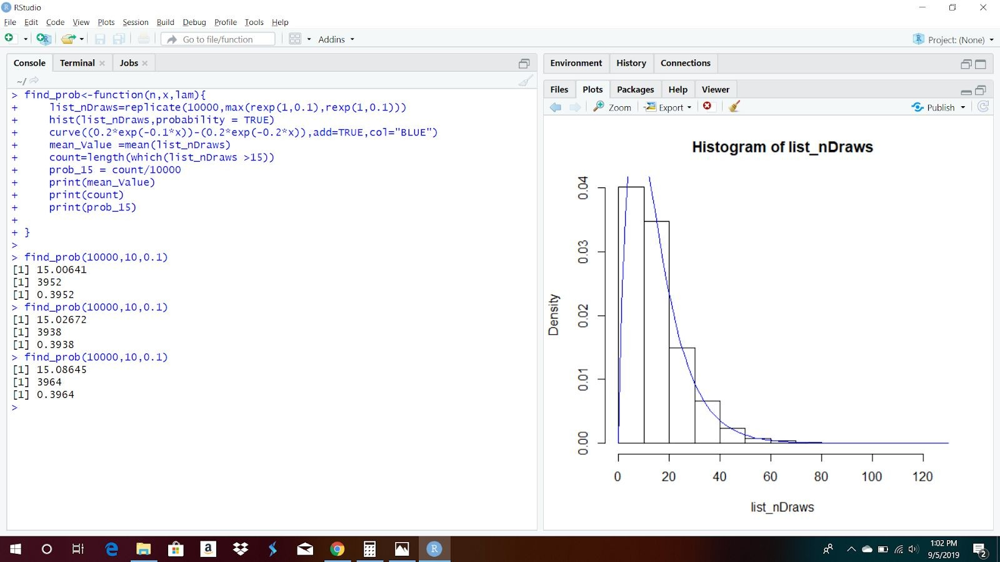 RStudio
File Edit Code View Plots Session Build Debug Profile Tools Help
Go to file/function Addins Project: (None)
Console Terminal Jobs
~/
> find_prob<-function(n,x,lam){
+ list_nDraws=replicate(10000,max(rexp(1,0.1),rexp(1,0.1)))
+ hist(list_nDraws,probability = TRUE)
+ curve((0.2*exp(-0.1*x))-(0.2*exp(-0.2*x)),add=TRUE,col="BLUE")
+ mean_Value =mean(list_nDraws)
+ count=length(which(list_nDraws >15))
+ prob_15 = count/10000
+ print(mean_Value)
+ print(count)
+ print(prob_15)
+
+ }
>
> find_prob(10000,10,0.1)
[1] 15.00641
[1] 3952
[1] 0.3952
> find_prob(10000,10,0.1)
[1] 15.02672
[1] 3938
[1] 0.3938
> find_prob(10000,10,0.1)
[1] 15.08645
[1] 3964
[1] 0.3964
>
Environment History Connections
Files Plots Packages Help Viewer
Zoom Export Publish
Histogram of list_nDraws
Density
0.04
0.03
0.02
0.01
0.00
0 20 40 60 80 100 120
list_nDraws
1:02 PM
9/5/2019
2